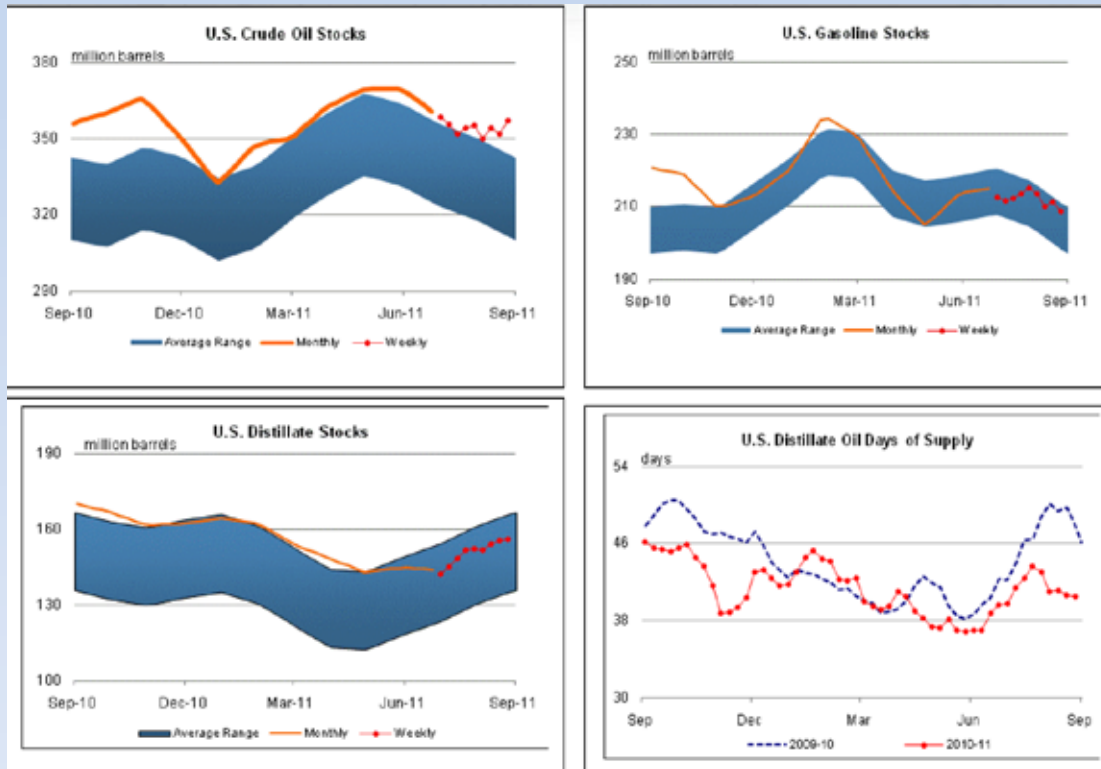 U.S. Crude Oil Stocks
million barrels
380
350
320
290
Sep-10 Dec-10 Mar-11 Jun-11 Sep-11
Average Range Monthly Weekly
U.S. Gasoline Stocks
million barrels
250
230
210
190
Sep-10 Dec-10 Mar-11 Jun-11 Sep-11
Average Range Monthly Weekly
U.S. Distillate Stocks
million barrels
190
160
130
100
Sep-10 Dec-10 Mar-11 Jun-11 Sep-11
Average Range Monthly Weekly
U.S. Distillate Oil Days of Supply
days
54
46
38
30
Sep Dec Mar Jun Sep
2009-10 2010-11